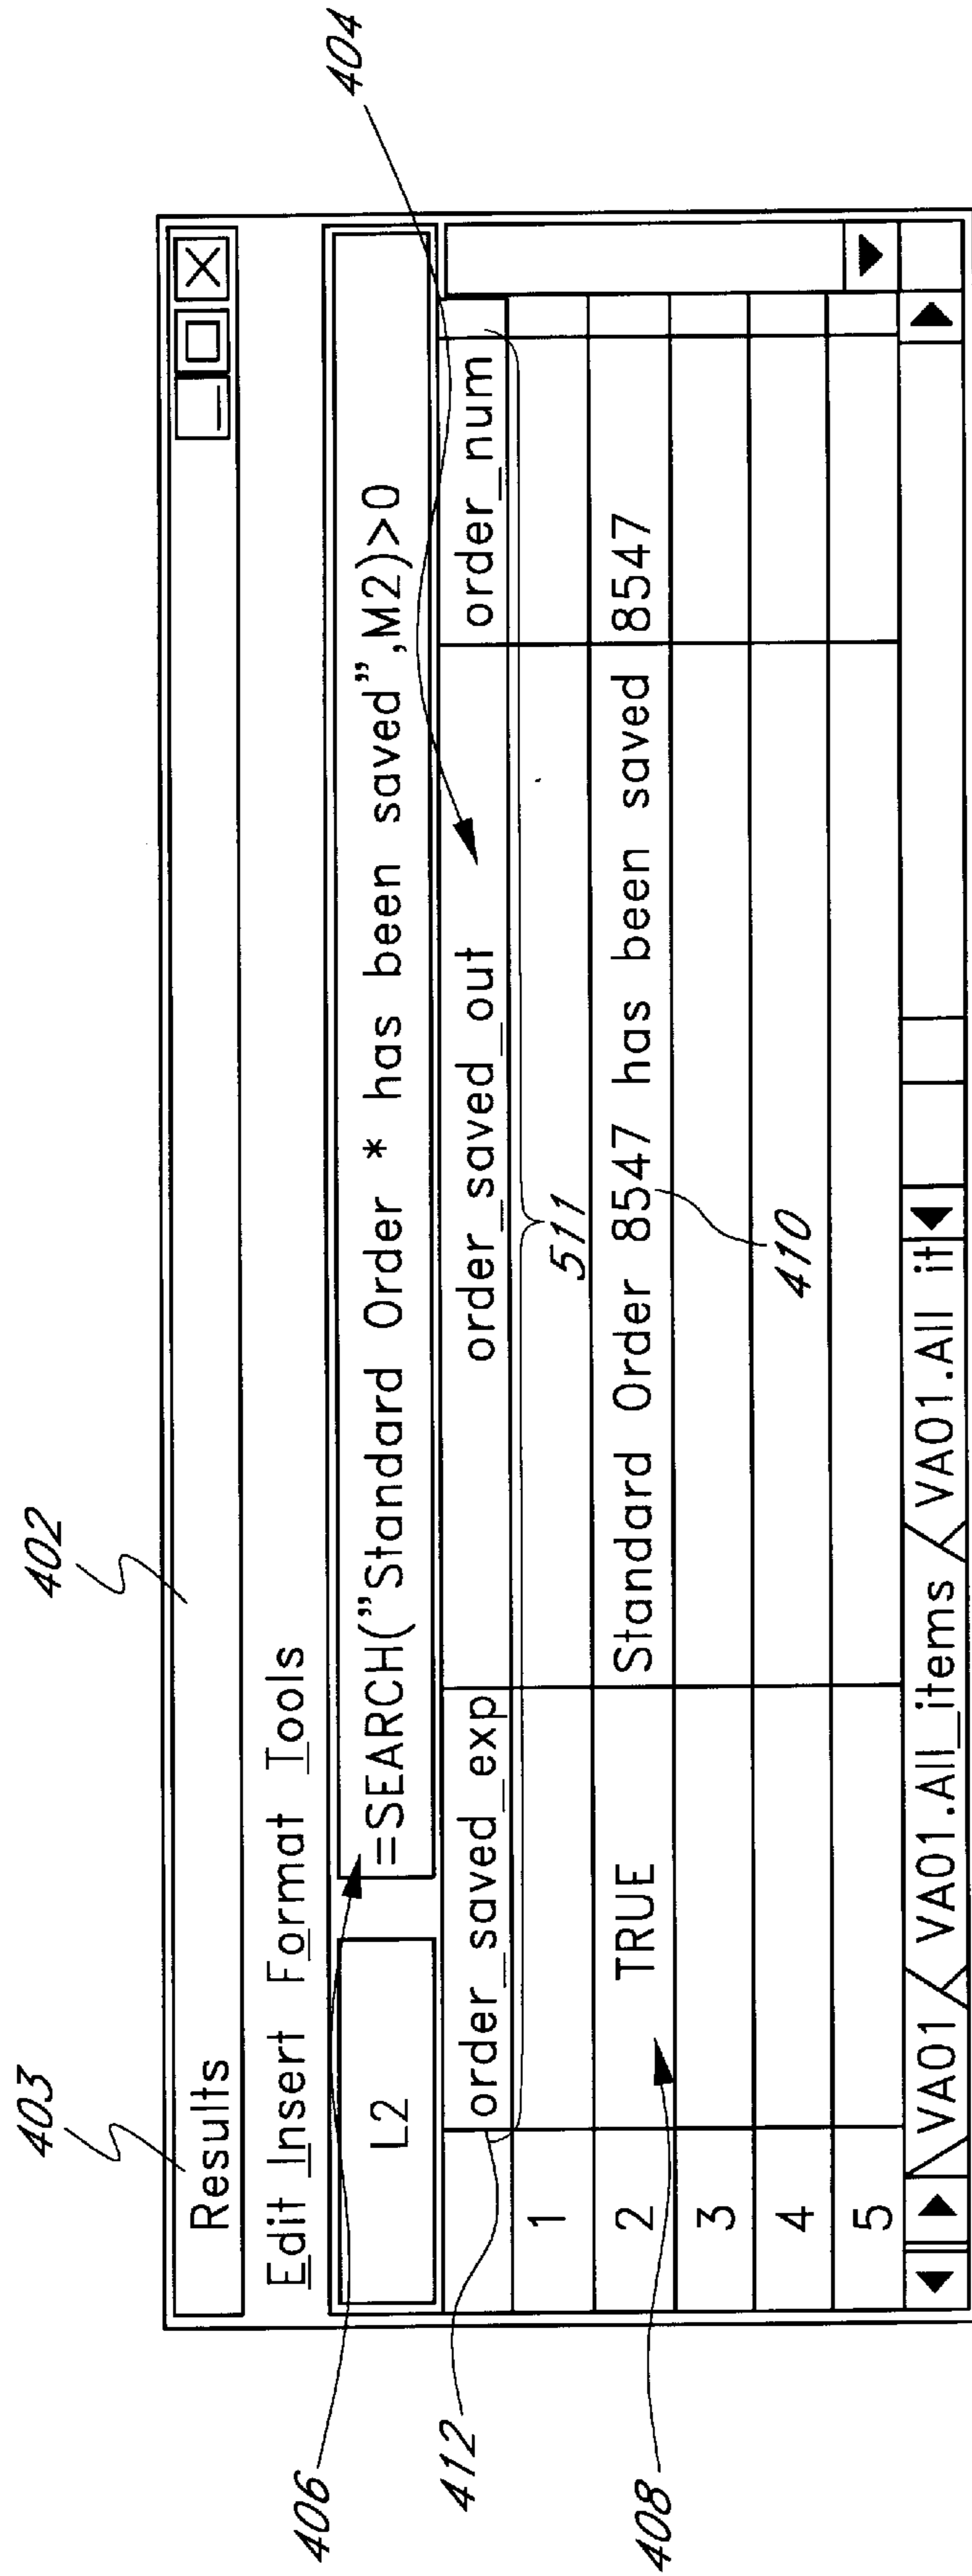 402
403
Results
Edit Insert Format Tools
404
406
L2
=SEARCH("Standard Order * has been saved",M2)>0
412
order_saved_exp
order_saved_out
order_num
511
1
2
TRUE
Standard Order 8547 has been saved
8547
408
3
410
4
5
VA01
VA01.All_items
VA01.All it